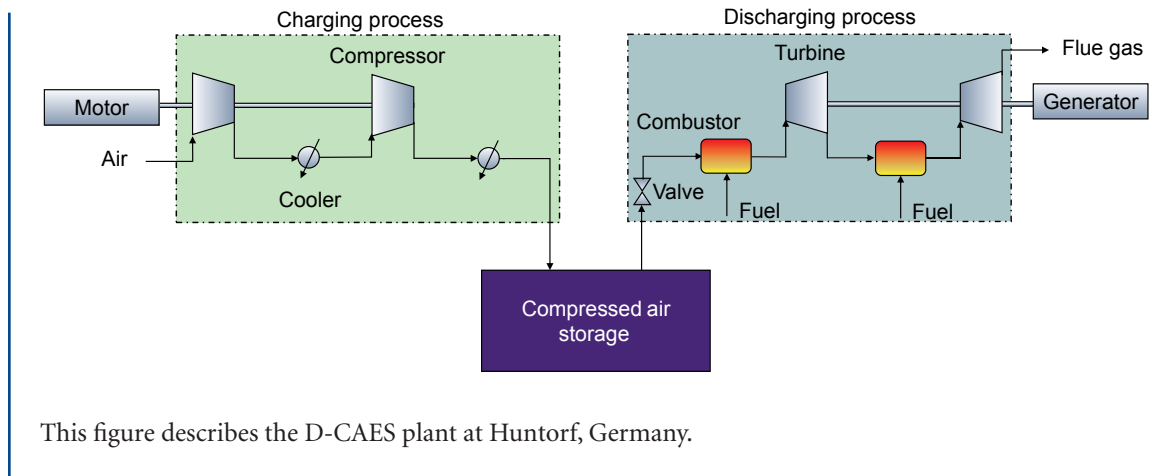 Charging process
Compressor
Motor
Air
Cooler
Discharging process
Turbine
Flue gas
Generator
Combustor
Valve
Fuel
Fuel
Compressed air
storage
This figure describes the D-CAES plant at Huntorf, Germany.